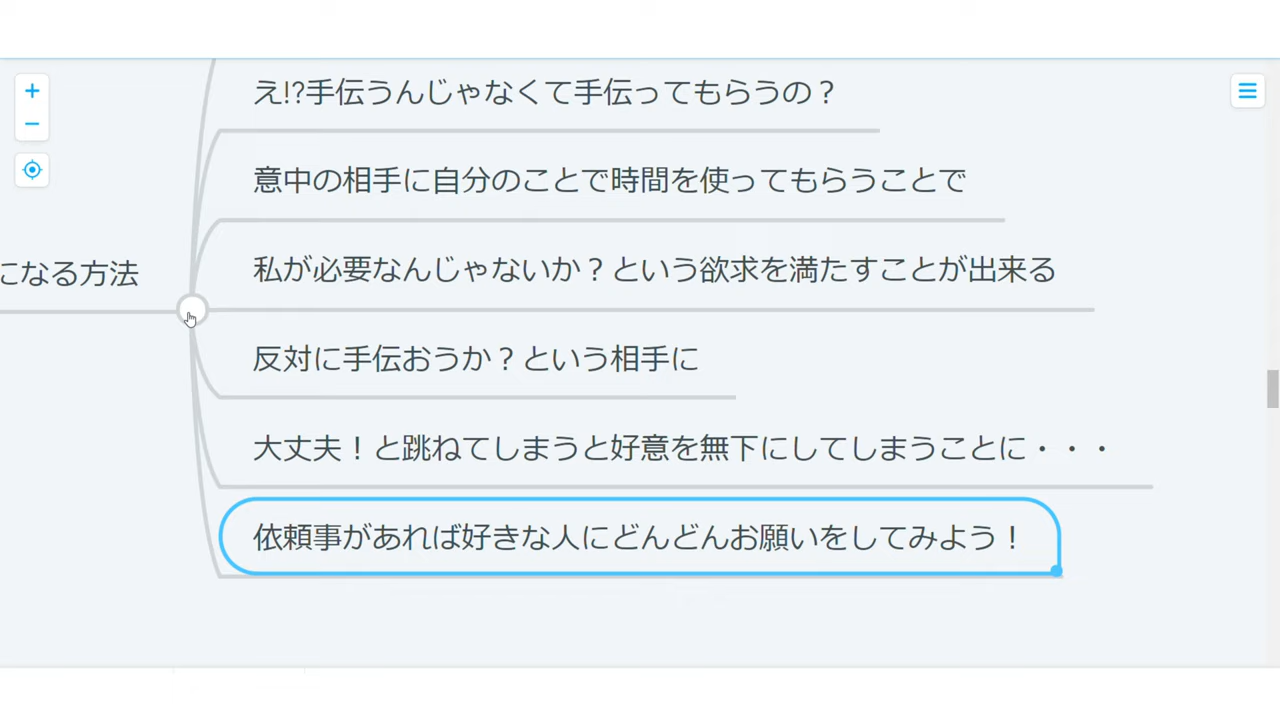 え!?手伝うんじゃなくて手伝ってもらうの？
意中の相手に自分のことで時間を使ってもらうことで
になる方法
私が必要なんじゃないか？という欲求を満たすことが出来る
反対に手伝おうか？という相手に
大丈夫！と跳ねてしまうと好意を無下にしてしまうことに・・・
依頼事があれば好きな人にどんどんお願いをしてみよう！